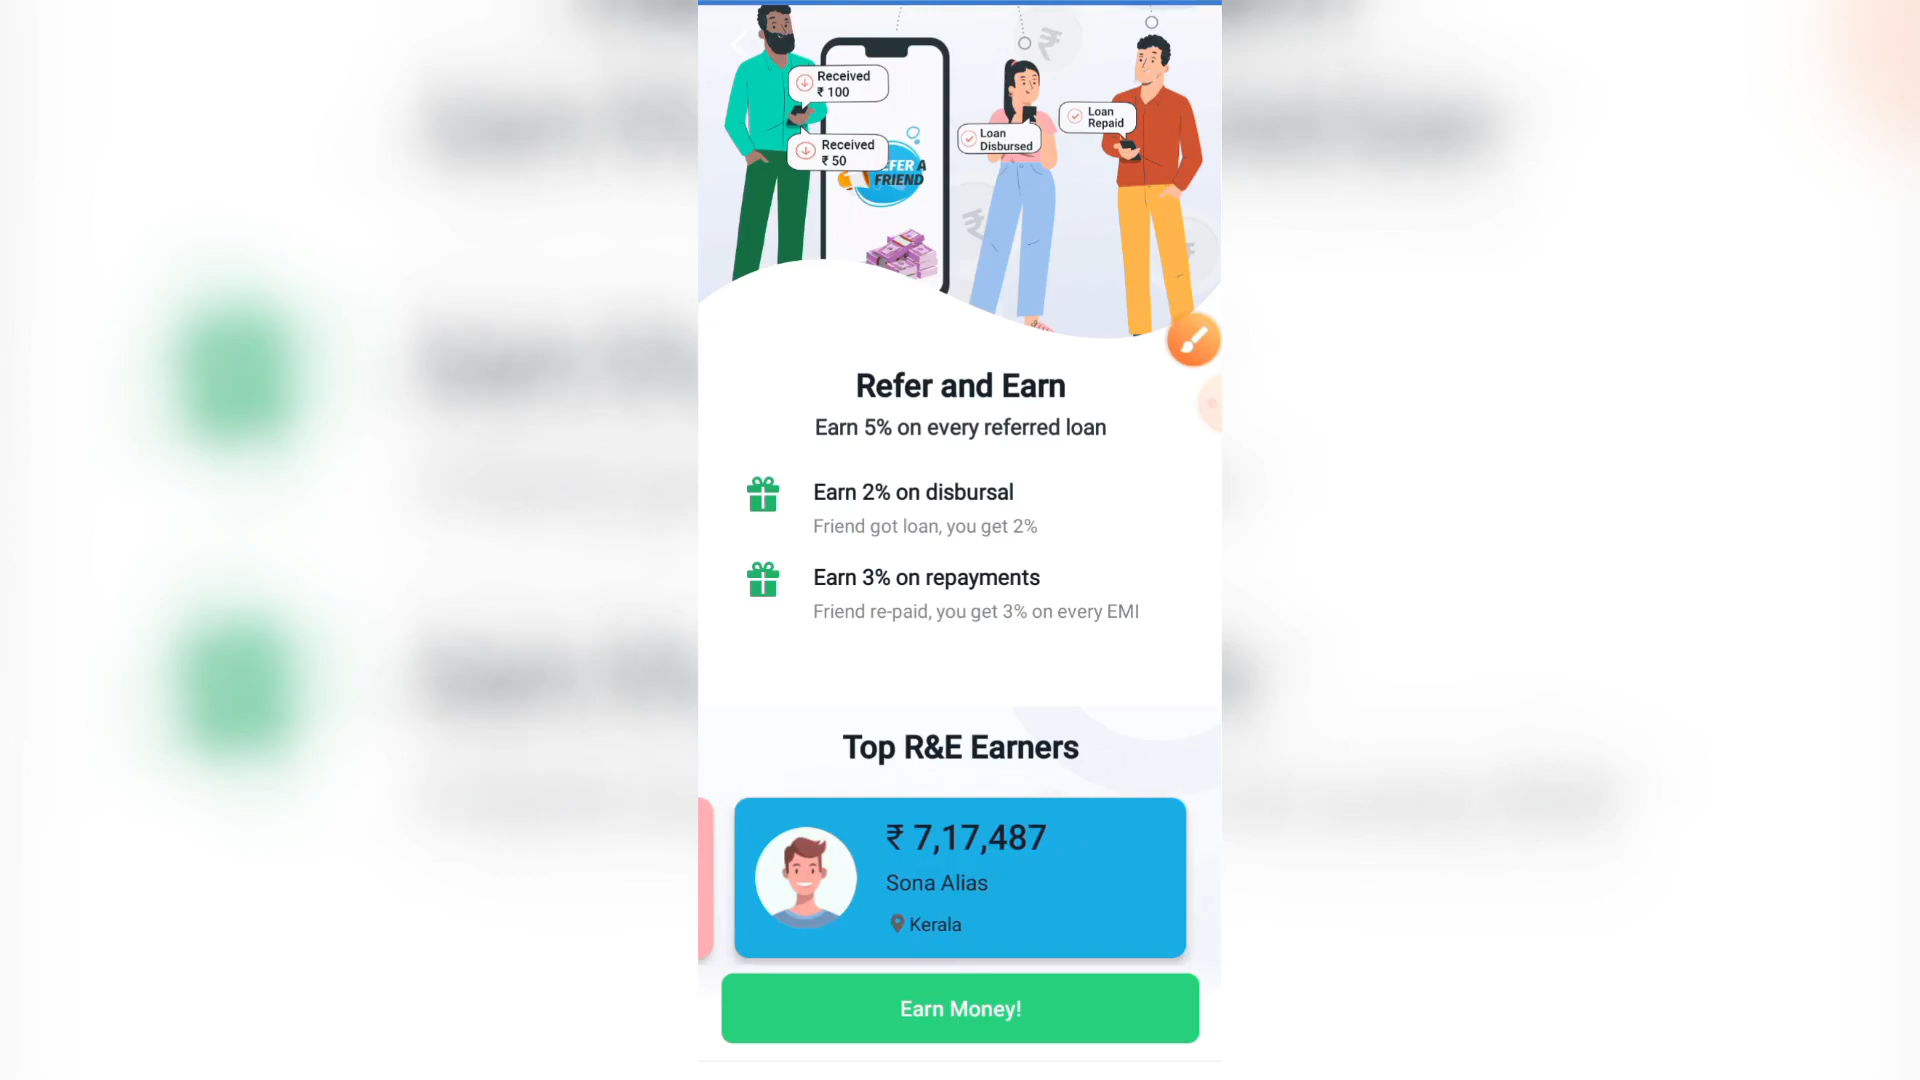 Received
₹ 100
Received
₹ 50
EFER A
FRIEND
Loan
Disbursed
Loan
Repaid
Refer and Earn
Earn 5% on every referred loan
Earn 2% on disbursal
Friend got loan, you get 2%
Earn 3% on repayments
Friend re-paid, you get 3% on every EMI
Top R&E Earners
₹ 7,17,487
Sona Alias
Kerala
Earn Money!